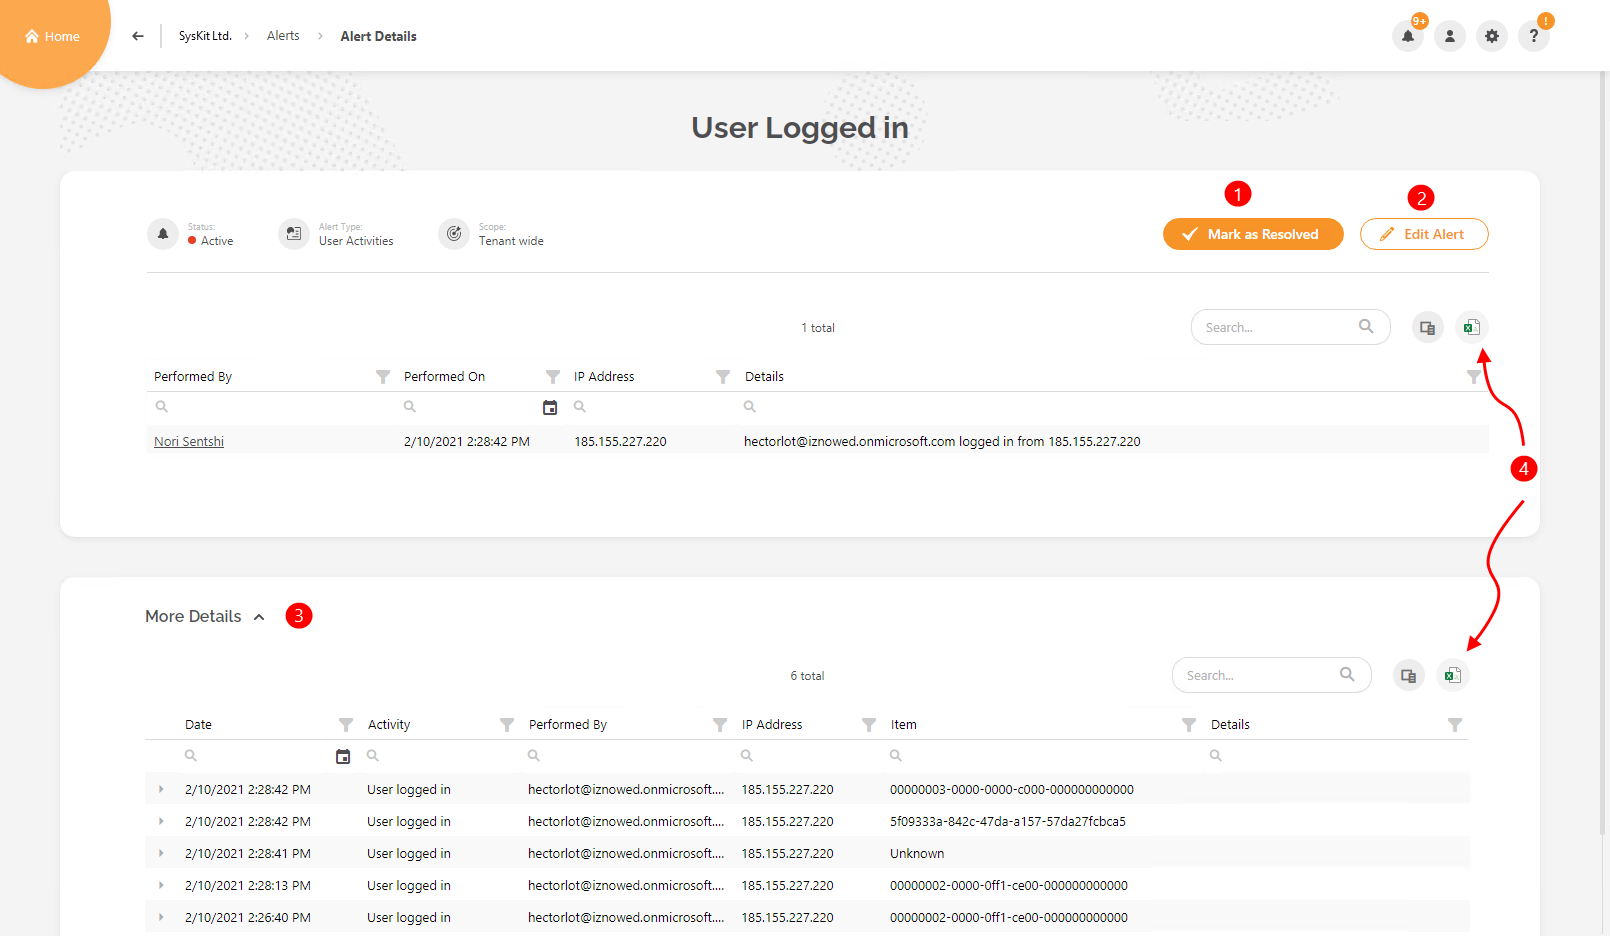 Home
SysKit Ltd. > Alerts > Alert Details
9+
!
?
User Logged in
1
2
Status:
Active
Alert Type:
User Activities
Scope:
Tenant wide
Mark as Resolved
Edit Alert
1 total
Search...
Performed By Performed On IP Address Details
Nori Sentshi 2/10/2021 2:28:42 PM 185.155.227.220 hectorlot@iznowed.onmicrosoft.com logged in from 185.155.227.220
4
More Details
3
6 total
Search...
Date Activity Performed By IP Address Item Details
2/10/2021 2:28:42 PM User logged in hectorlot@iznowed.onmicrosoft.... 185.155.227.220 00000003-0000-0000-c000-000000000000
2/10/2021 2:28:42 PM User logged in hectorlot@iznowed.onmicrosoft.... 185.155.227.220 5f09333a-842c-47da-a157-57da27fcbca5
2/10/2021 2:28:41 PM User logged in hectorlot@iznowed.onmicrosoft.... 185.155.227.220 Unknown
2/10/2021 2:28:13 PM User logged in hectorlot@iznowed.onmicrosoft.... 185.155.227.220 00000002-0000-0ff1-ce00-000000000000
2/10/2021 2:26:40 PM User logged in hectorlot@iznowed.onmicrosoft.... 185.155.227.220 00000002-0000-0ff1-ce00-000000000000